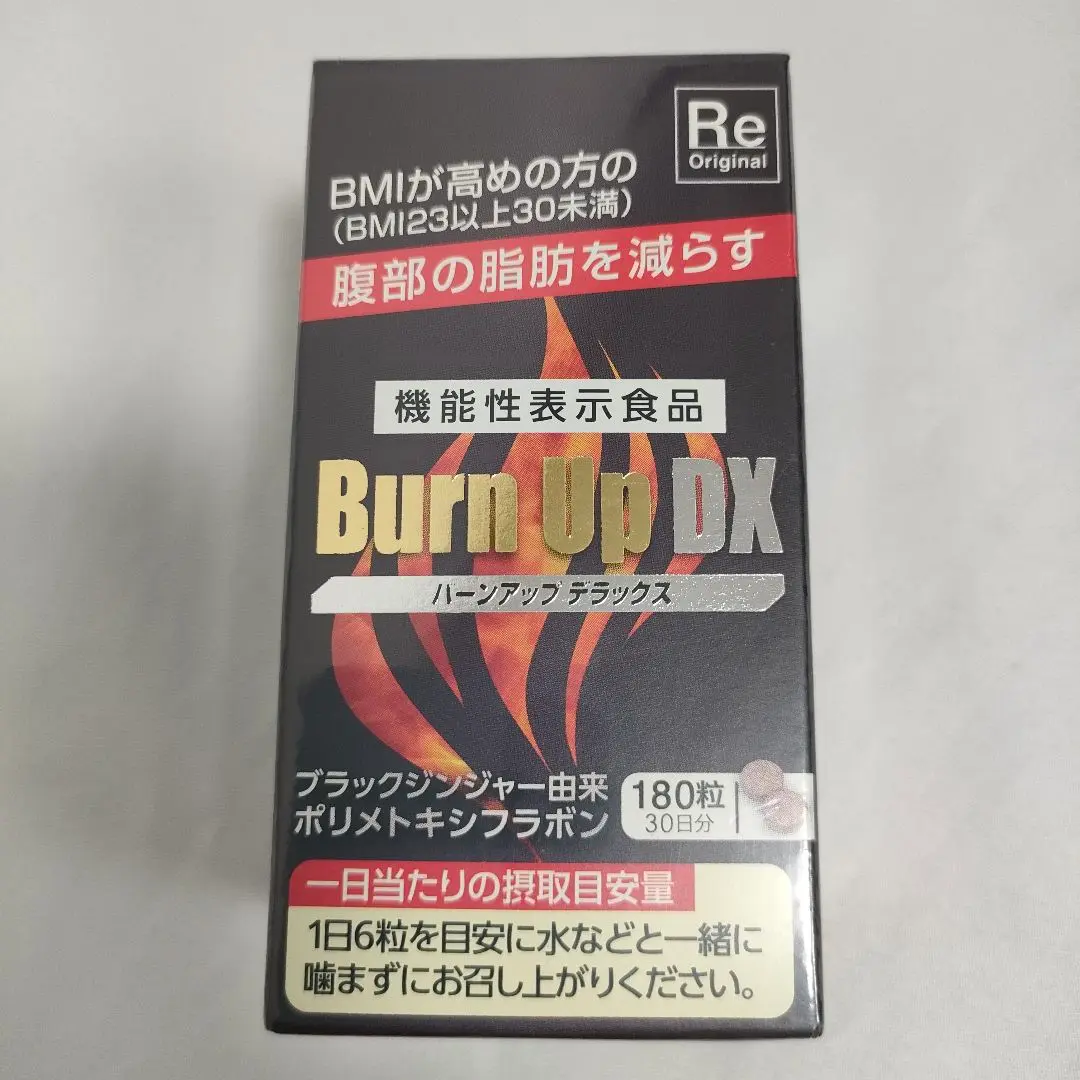 Re
Original
BMIが高めの方の
(BMI23以上30未満)
腹部の脂肪を減らす
機能性表示食品
Burn Up DX
バーンアップ デラックス
ブラックジンジャー由来
ポリメトキシフラボン
180粒
30日分
一日当たりの摂取目安量
1日6粒を目安に水などと一緒に
噛まずにお召し上がりください。